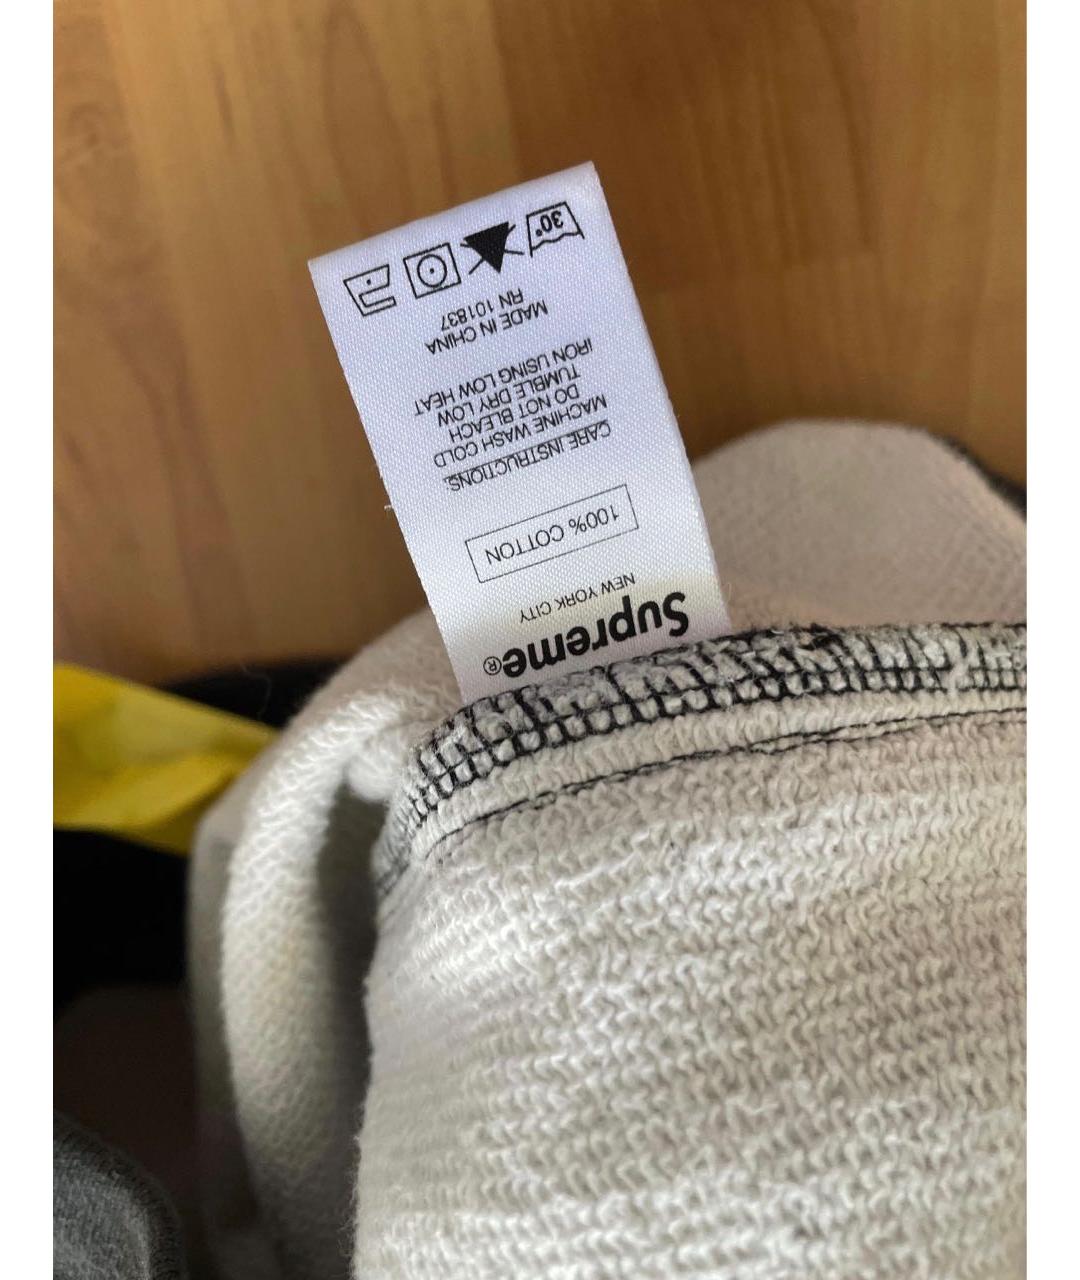 Supreme®
NEW YORK CITY
100% COTTON
CARE INSTRUCTIONS:
MACHINE WASH COLD
DO NOT BLEACH
TUMBLE DRY LOW
IRON USING LOW HEAT
MADE IN CHINA
RN 101837
30°